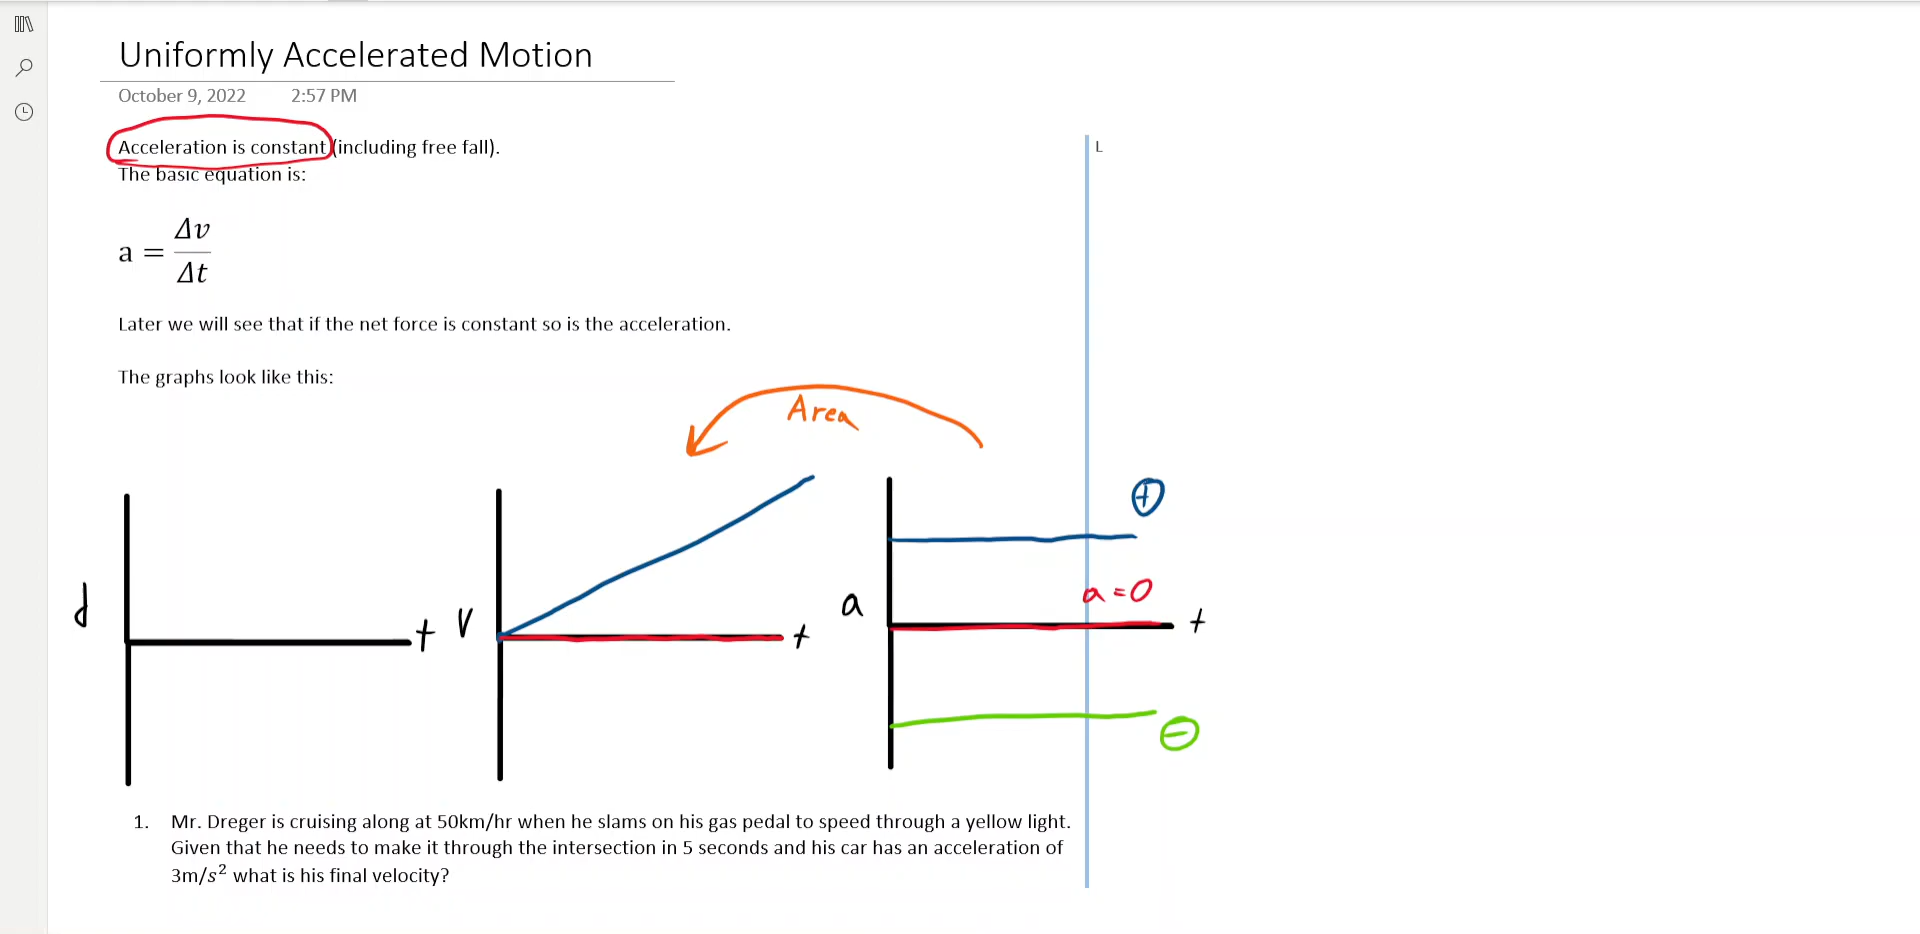 Uniformly Accelerated Motion
October 9, 2022 2:57 PM
Acceleration is constant (including free fall).
L
The basic equation is:
a = Δv/Δt
Later we will see that if the net force is constant so is the acceleration.
The graphs look like this:
Area
+
d
t
v
t
a
a=0
t
−
1. Mr. Dreger is cruising along at 50km/hr when he slams on his gas pedal to speed through a yellow light.
Given that he needs to make it through the intersection in 5 seconds and his car has an acceleration of
3m/s² what is his final velocity?